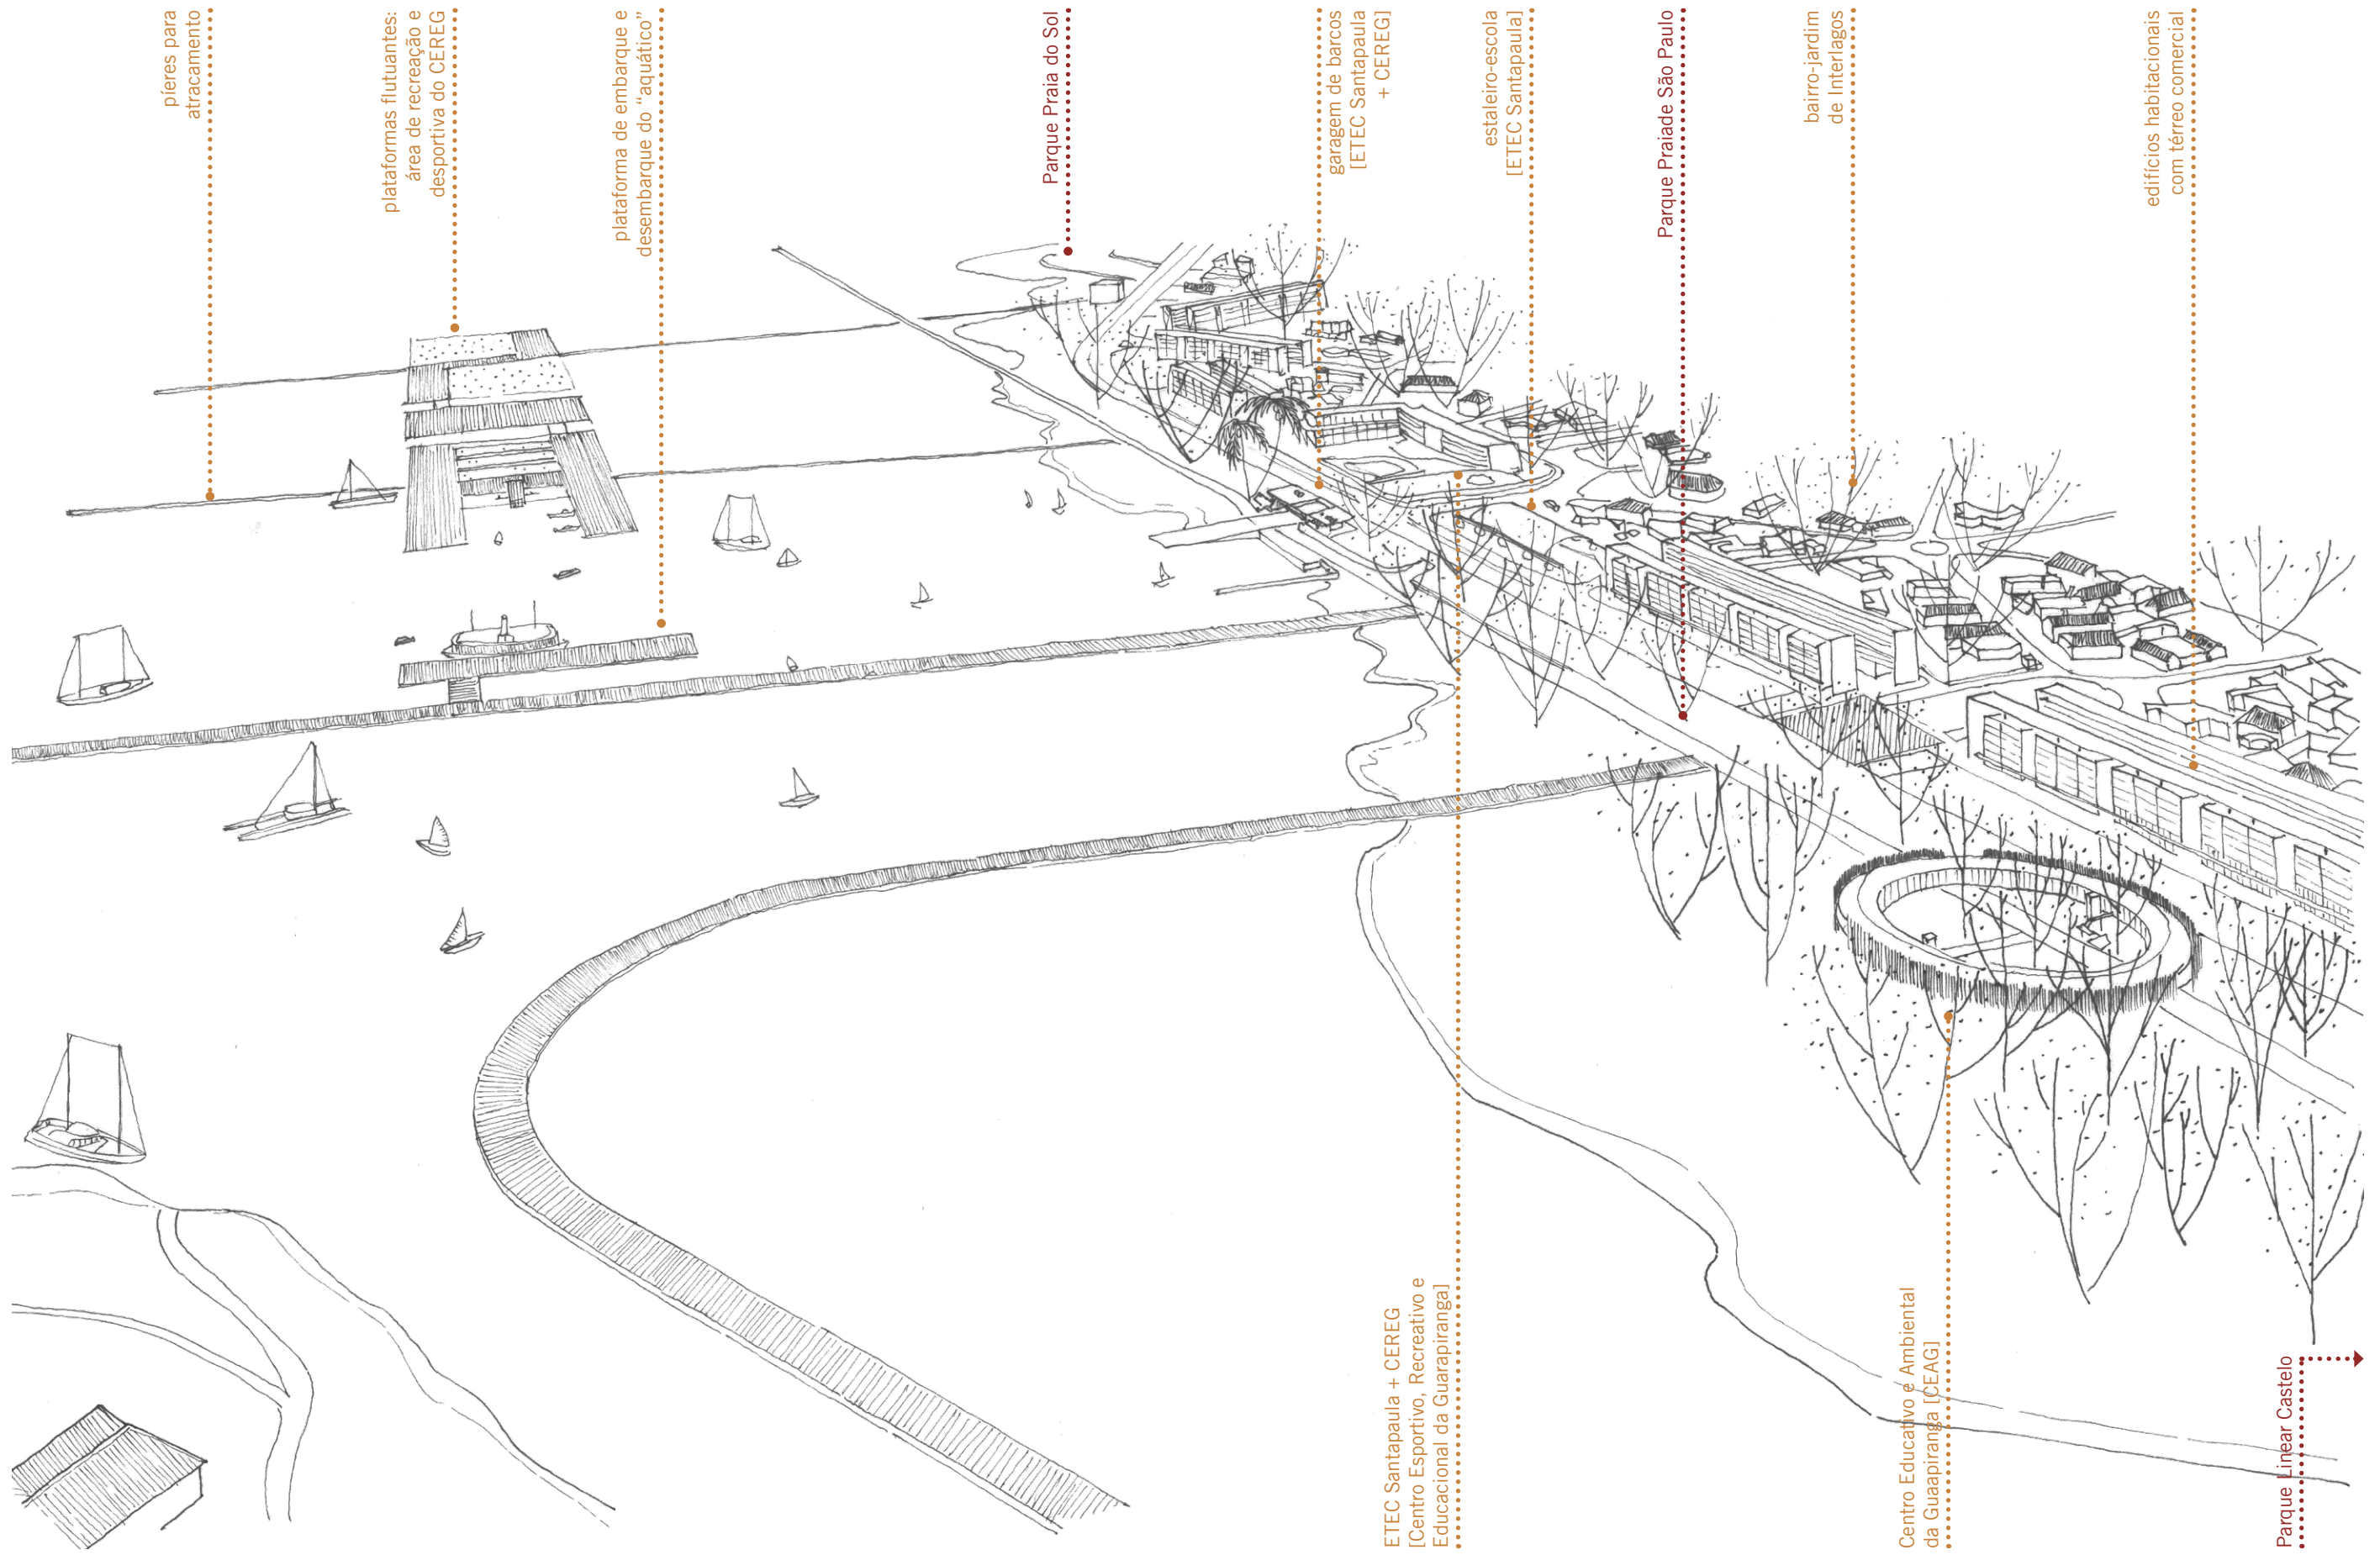 píeres para
atracamento
plataformas flutuantes:
área de recreação e
desportiva do CEREG
plataforma de embarque e
desembarque do “aquático”
Parque Praia do Sol
garagem de barcos
[ETEC Santapaula
+ CEREG]
estaleiro-escola
[ETEC Santapaula]
Parque Praiade São Paulo
bairro-jardim
de Interlagos
edifícios habitacionais
com térreo comercial
ETEC Santapaula + CEREG
[Centro Esportivo, Recreativo e
Educacional da Guarapiranga]
Centro Educativo e Ambiental
da Guaapiranga [CEAG]
Parque Linear Castelo